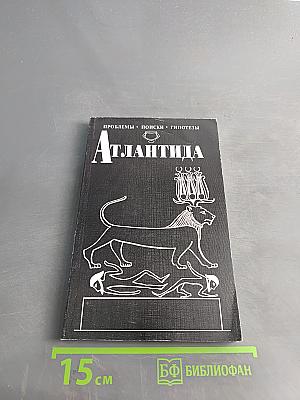 ПРОБЛЕМЫ • ПОИСКИ • ГИПОТЕЗЫ
АТЛАНТИДА
15 см
БФ БИБЛИОФАН